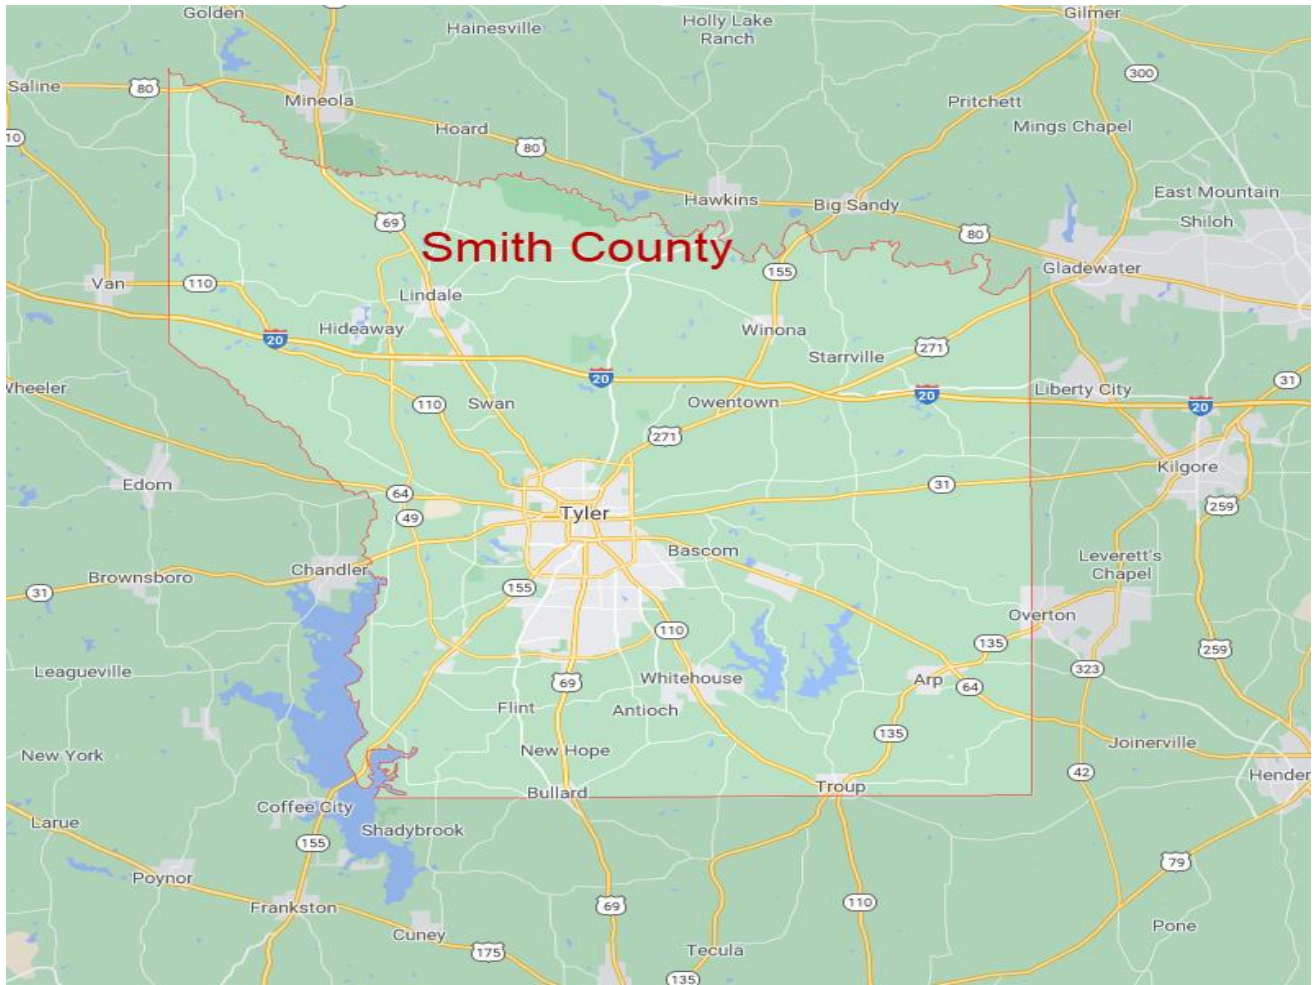 Golden
Hainesville
Holly Lake
Ranch
Gilmer
Saline
80
Mineola
300
Pritchett
10
Hoard
80
Mings Chapel
East Mountain
Hawkins
Big Sandy
Shiloh
69
80
Smith County
155
Gladewater
Van
110
Lindale
Hideaway
20
Winona
271
Starrville
Wheeler
20
20
Liberty City
31
110
Swan
Owentown
20
271
Kilgore
Edom
64
31
49
Tyler
259
Bascom
Leverett's
Chapel
Chandler
Brownsboro
31
155
Overton
110
135
259
Leagueville
69
Whitehouse
Arp
64
323
Flint
Antioch
New York
New Hope
135
Joinerville
42
Hender
Bullard
Troup
Coffee City
Larue
Shadybrook
155
79
Poynor
Frankston
69
110
Cuney
Pone
175
Tecula
135